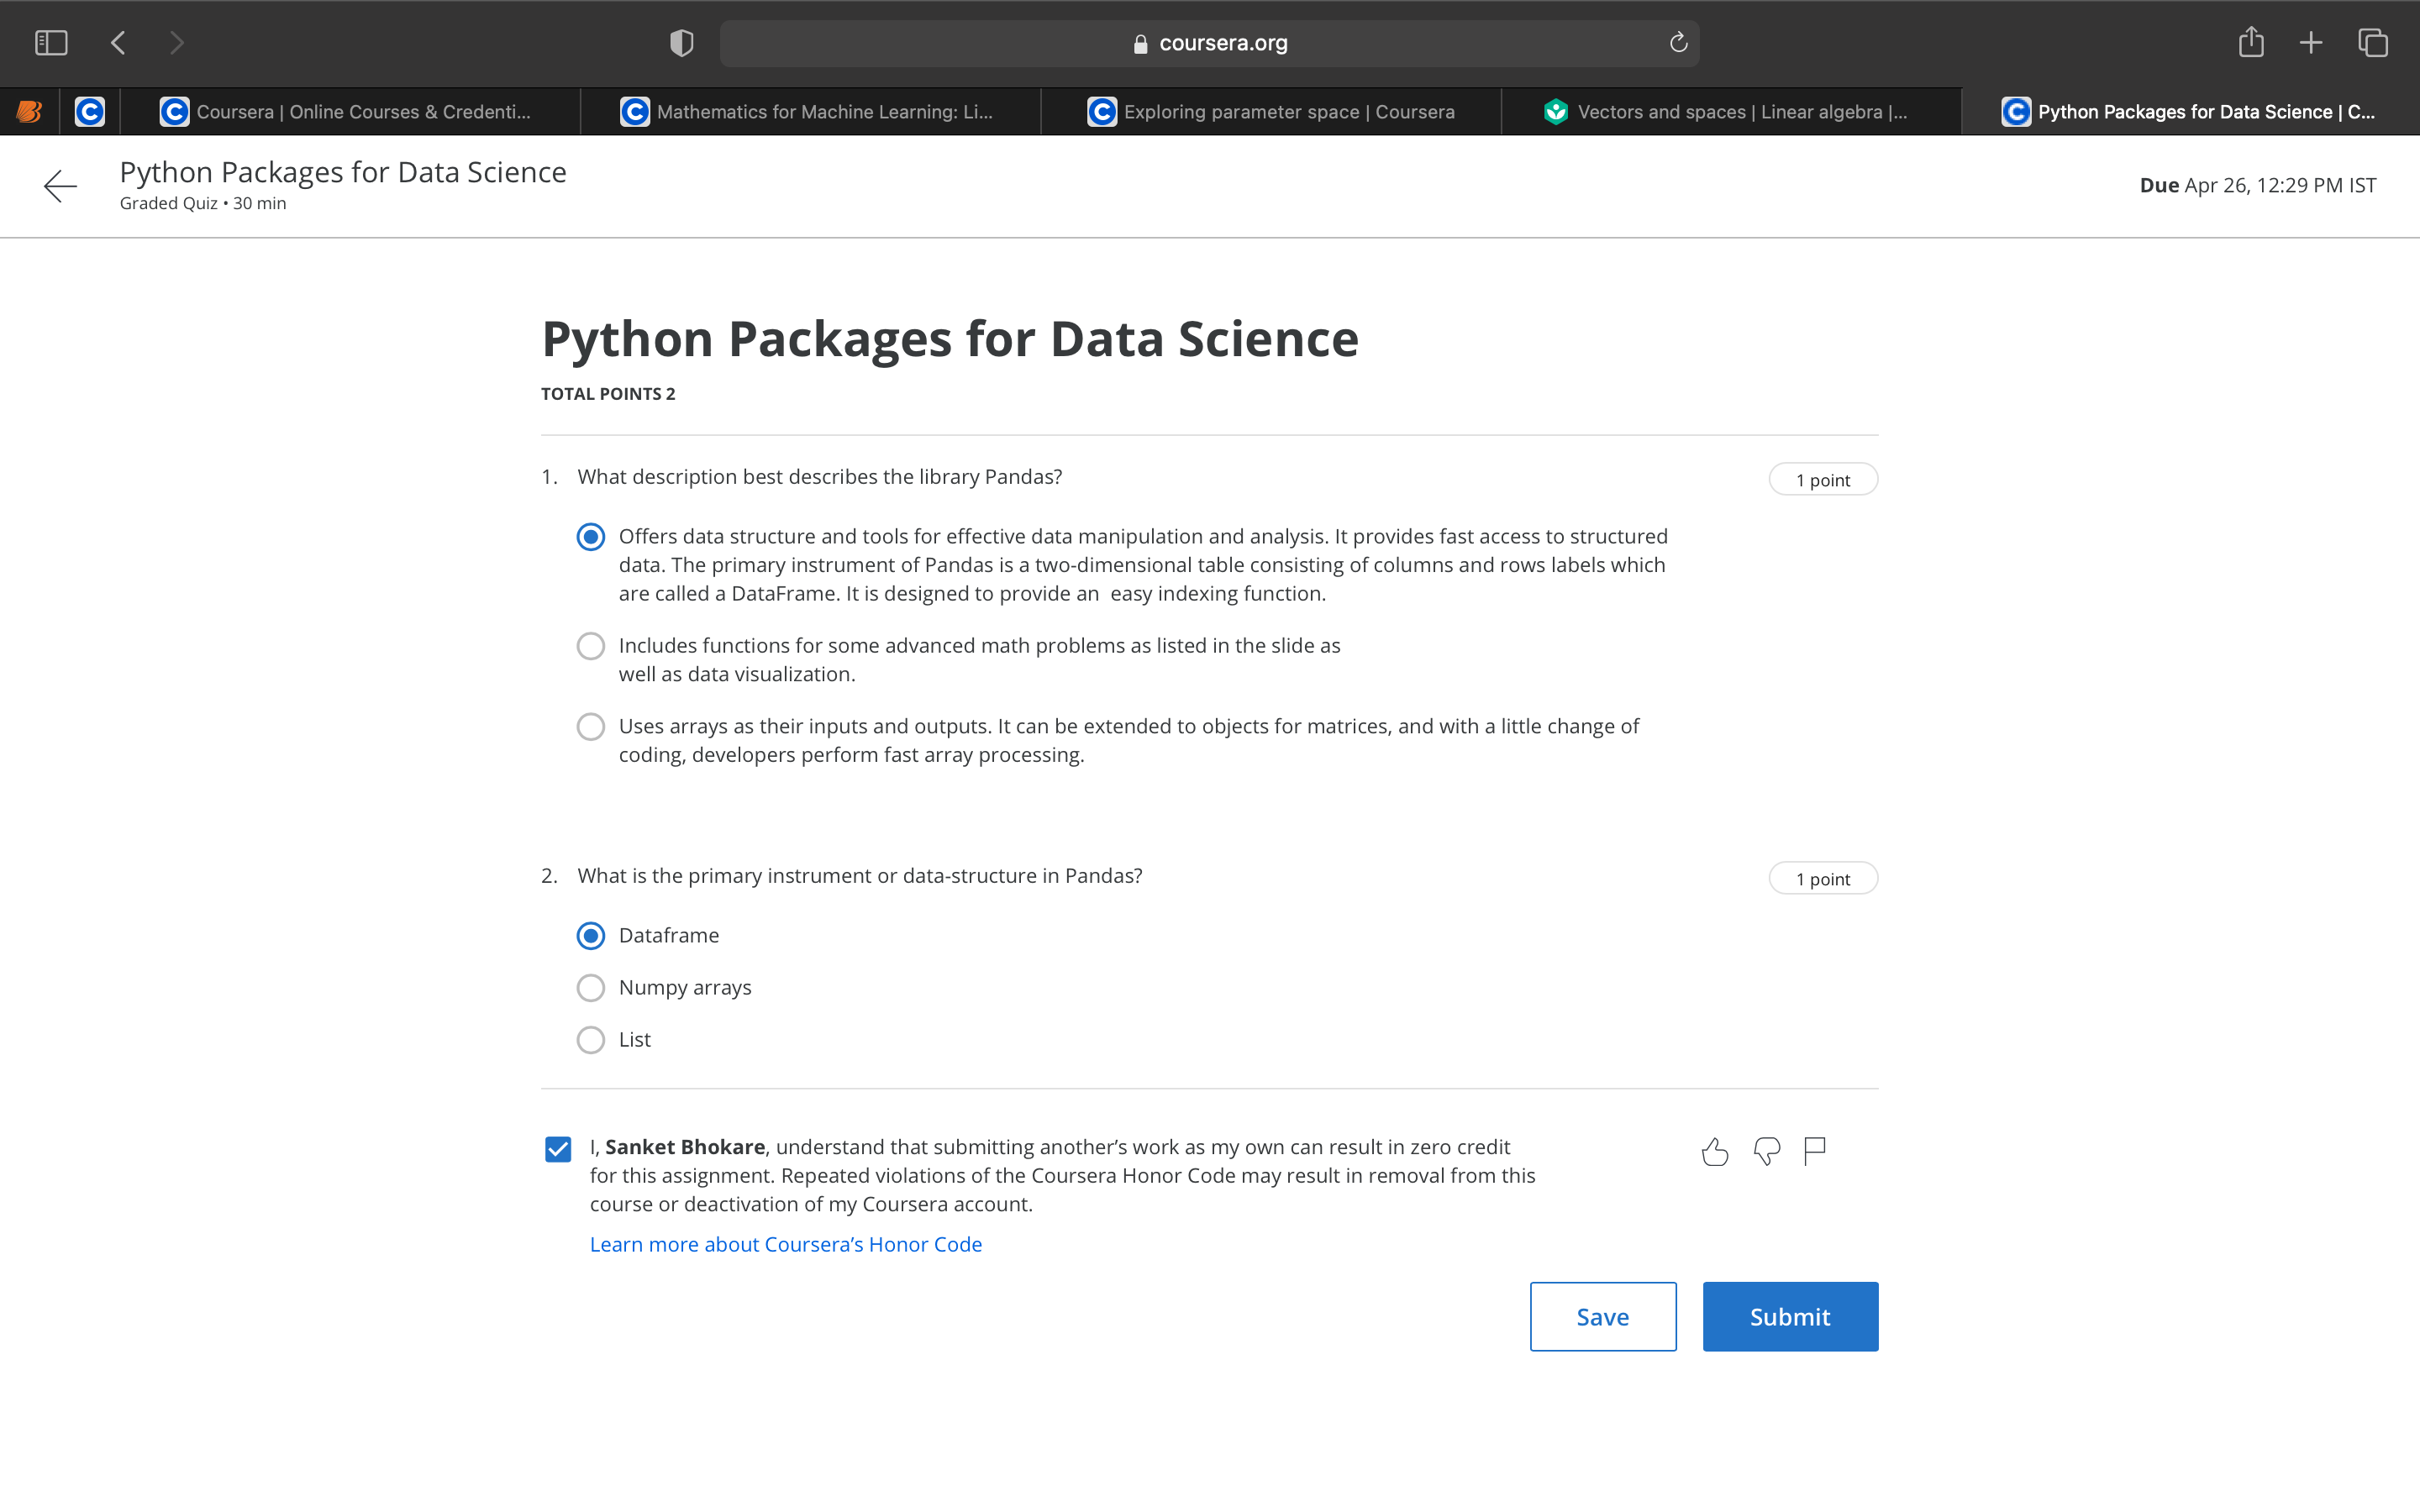 coursera.org
Coursera | Online Courses & Credenti...
Mathematics for Machine Learning: Li...
Exploring parameter space | Coursera
Vectors and spaces | Linear algebra |...
Python Packages for Data Science | C...
Python Packages for Data Science
Graded Quiz • 30 min
Due Apr 26, 12:29 PM IST
Python Packages for Data Science
TOTAL POINTS 2
1. What description best describes the library Pandas?
1 point
Offers data structure and tools for effective data manipulation and analysis. It provides fast access to structured
data. The primary instrument of Pandas is a two-dimensional table consisting of columns and rows labels which
are called a DataFrame. It is designed to provide an  easy indexing function.
Includes functions for some advanced math problems as listed in the slide as
well as data visualization.
Uses arrays as their inputs and outputs. It can be extended to objects for matrices, and with a little change of
coding, developers perform fast array processing.
2. What is the primary instrument or data-structure in Pandas?
1 point
Dataframe
Numpy arrays
List
I, Sanket Bhokare, understand that submitting another’s work as my own can result in zero credit
for this assignment. Repeated violations of the Coursera Honor Code may result in removal from this
course or deactivation of my Coursera account.
Learn more about Coursera’s Honor Code
Save
Submit